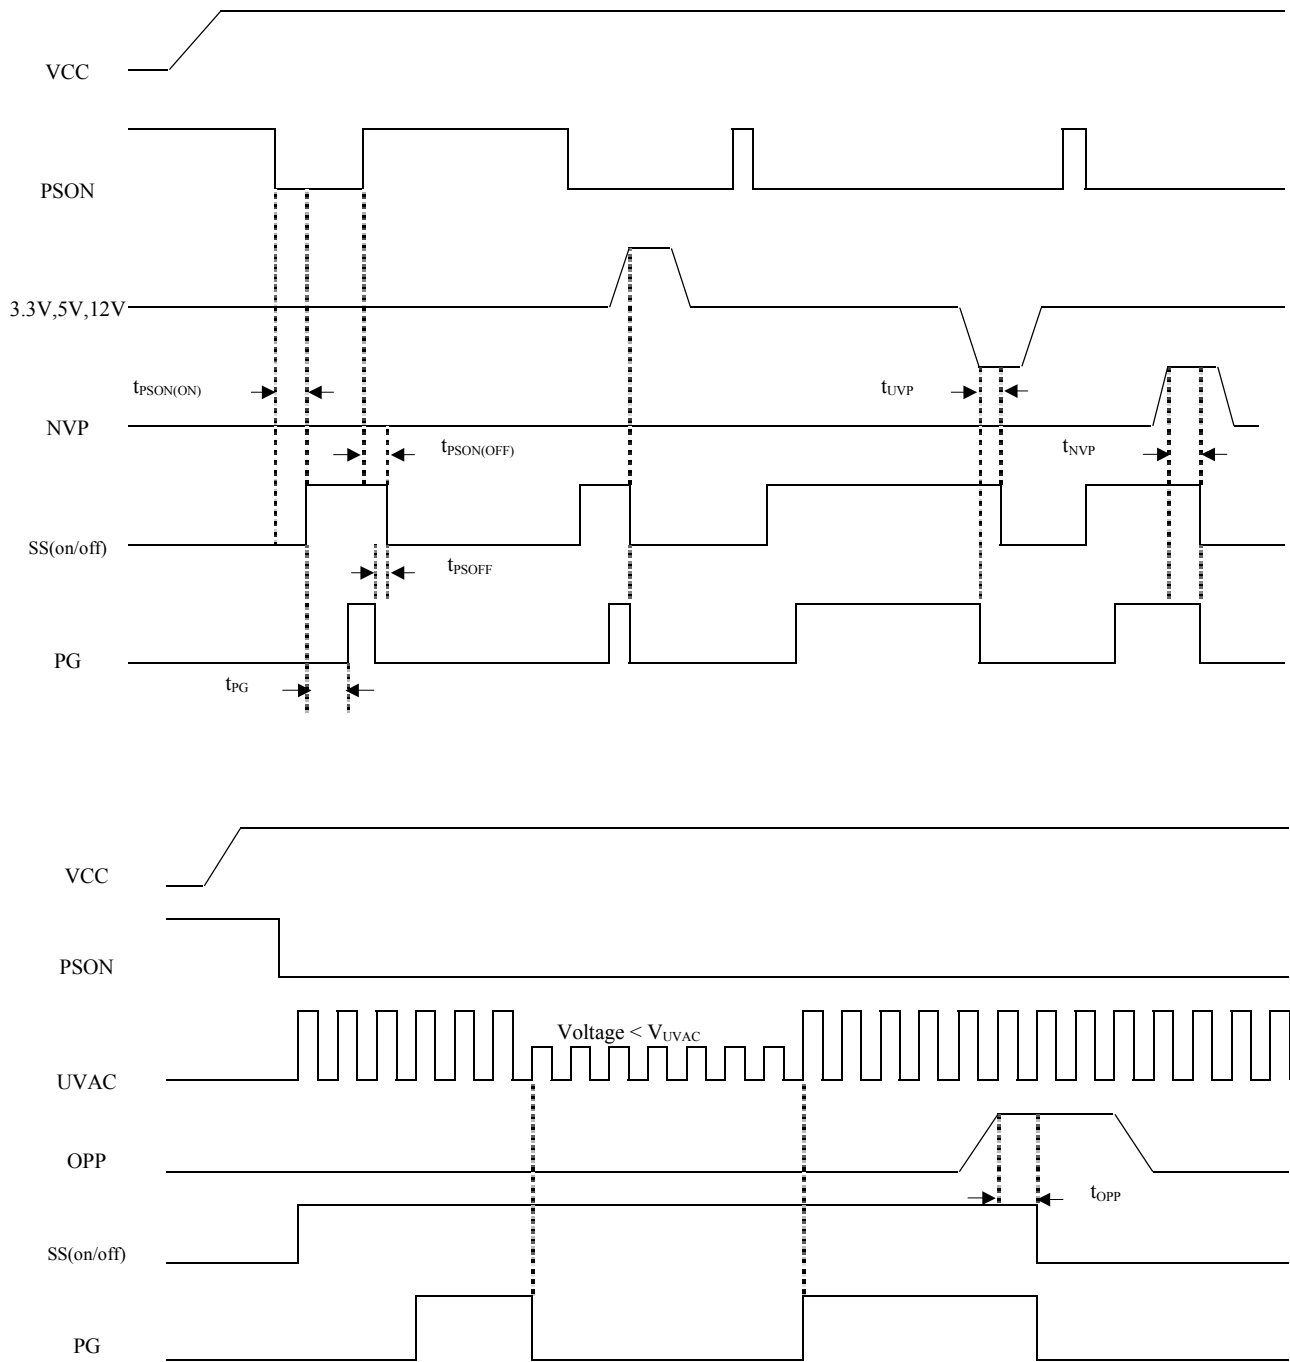 VCC
PSON
3.3V,5V,12V
tPSON(ON)
tUVP
NVP
tPSON(OFF)
tNVP
SS(on/off)
tPSOFF
PG
tPG
VCC
PSON
Voltage < VUVAC
UVAC
OPP
tOPP
SS(on/off)
PG